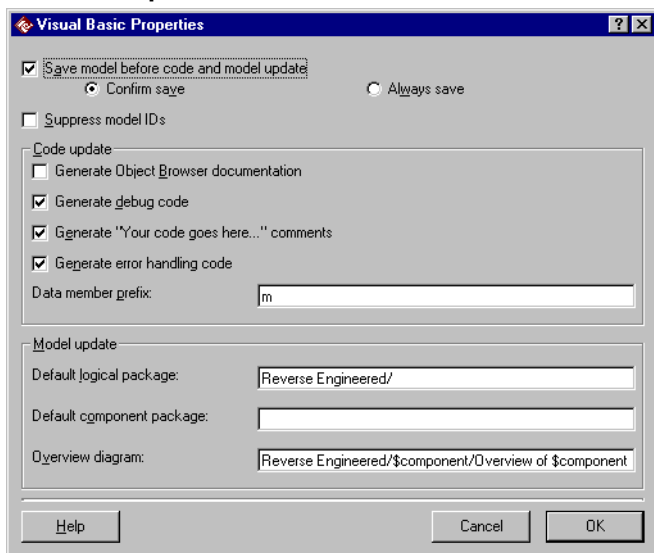 Visual Basic Properties
Save model before code and model update
Confirm save Always save
Suppress model IDs
Code update
Generate Object Browser documentation
Generate debug code
Generate "Your code goes here..." comments
Generate error handling code
Data member prefix: m
Model update
Default logical package: Reverse Engineered/
Default component package:
Overview diagram: Reverse Engineered/$component/Overview of $component
Help Cancel OK